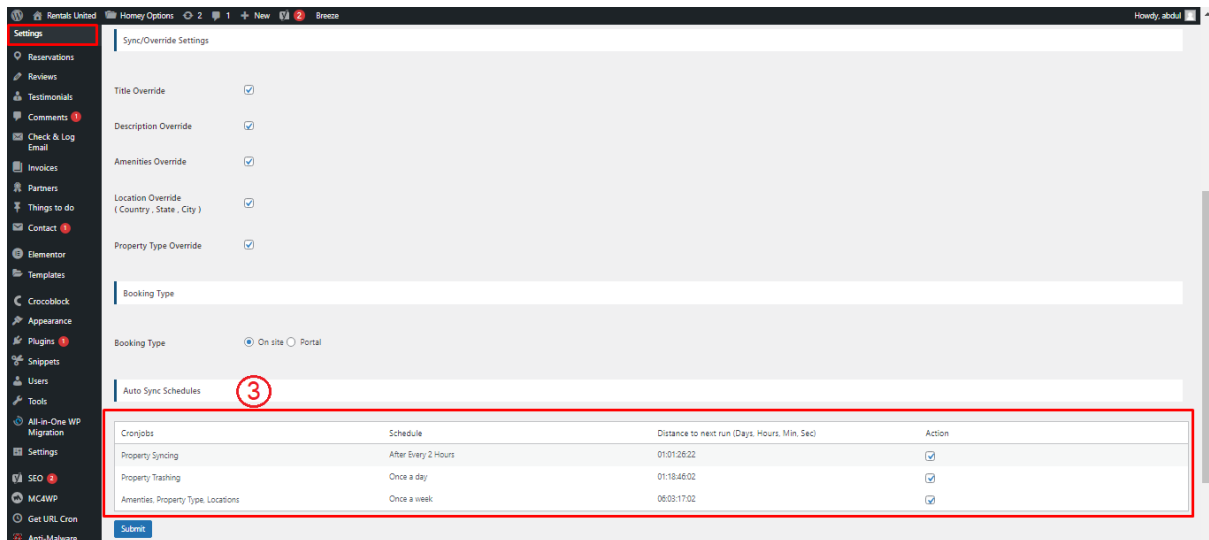 Rentals United Homey Options 2 1 + New 2 Breeze Howdy, abdul
Settings
Reservations
Reviews
Testimonials
Comments 1
Check & Log
Email
Invoices
Partners
Things to do
Contact 1
Elementor
Templates
Crocoblock
Appearance
Plugins 1
Snippets
Users
Tools
All-in-One WP
Migration
Settings
SEO 2
MC4WP
Get URL Cron
Anti-Malware
Sync/Override Settings
Title Override
Description Override
Amenities Override
Location Override
( Country , State , City )
Property Type Override
Booking Type
Booking Type On site Portal
Auto Sync Schedules 3
Cronjobs Schedule Distance to next run (Days, Hours, Min, Sec) Action
Property Syncing After Every 2 Hours 01:01:26:22
Property Trashing Once a day 01:18:46:02
Amenties, Property Type, Locations Once a week 06:03:17:02
Submit